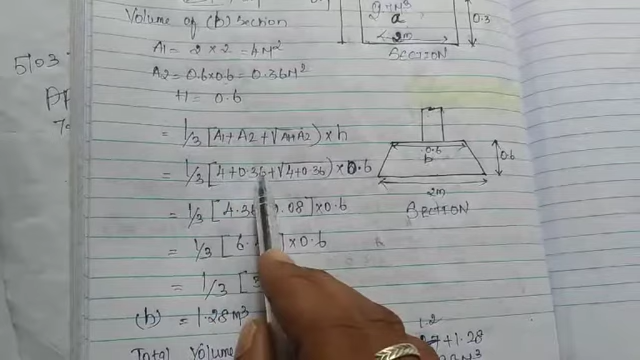 Volume of (b) section
A1 = 2 × 2 = 4M²
A2 = 0.6×0.6 = 0.36M²
H = 0.6
= 1/3 [A1+A2+√A1+A2) × h
= 1/3 [4+0.36+√4+0.36) × 0.6
= 1/3 [4.36 .08] ×0.6
= 1/3 [6. ] ×0.6
= 1/3 [3
(b) = 1.28m³
Total Volume
+1.28
5.03
a
2m
0.3
SECTION
0.6
b
0.6
2m
SECTION